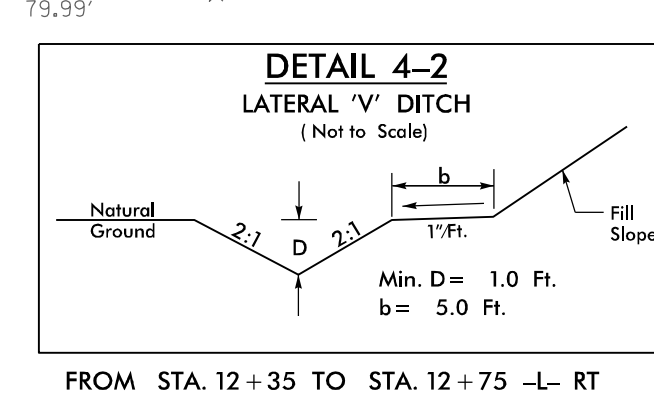 79.99'
DETAIL 4-2
LATERAL 'V' DITCH
( Not to Scale)
b
Natural
Ground
2:1
D
2:1
1"/Ft.
Fill
Slope
Min. D= 1.0 Ft.
b= 5.0 Ft.
FROM STA. 12+35 TO STA. 12+75 -L- RT